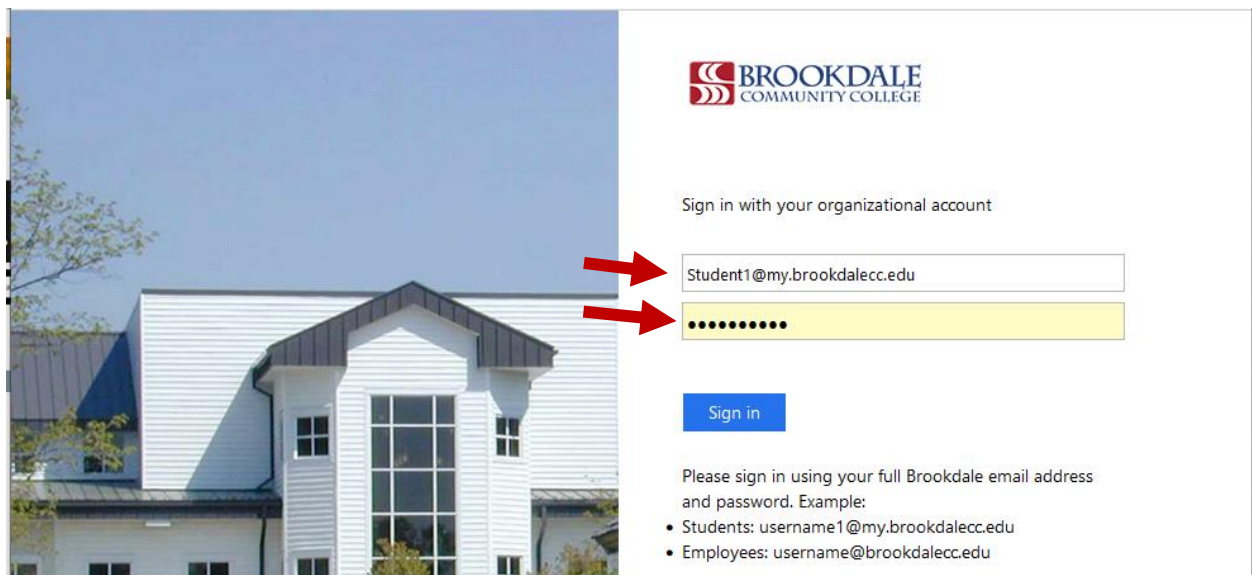 BROOKDALE
COMMUNITY COLLEGE
Sign in with your organizational account
Student1@my.brookdalecc.edu
••••••••••
Sign in
Please sign in using your full Brookdale email address
and password. Example:
• Students: username1@my.brookdalecc.edu
• Employees: username@brookdalecc.edu